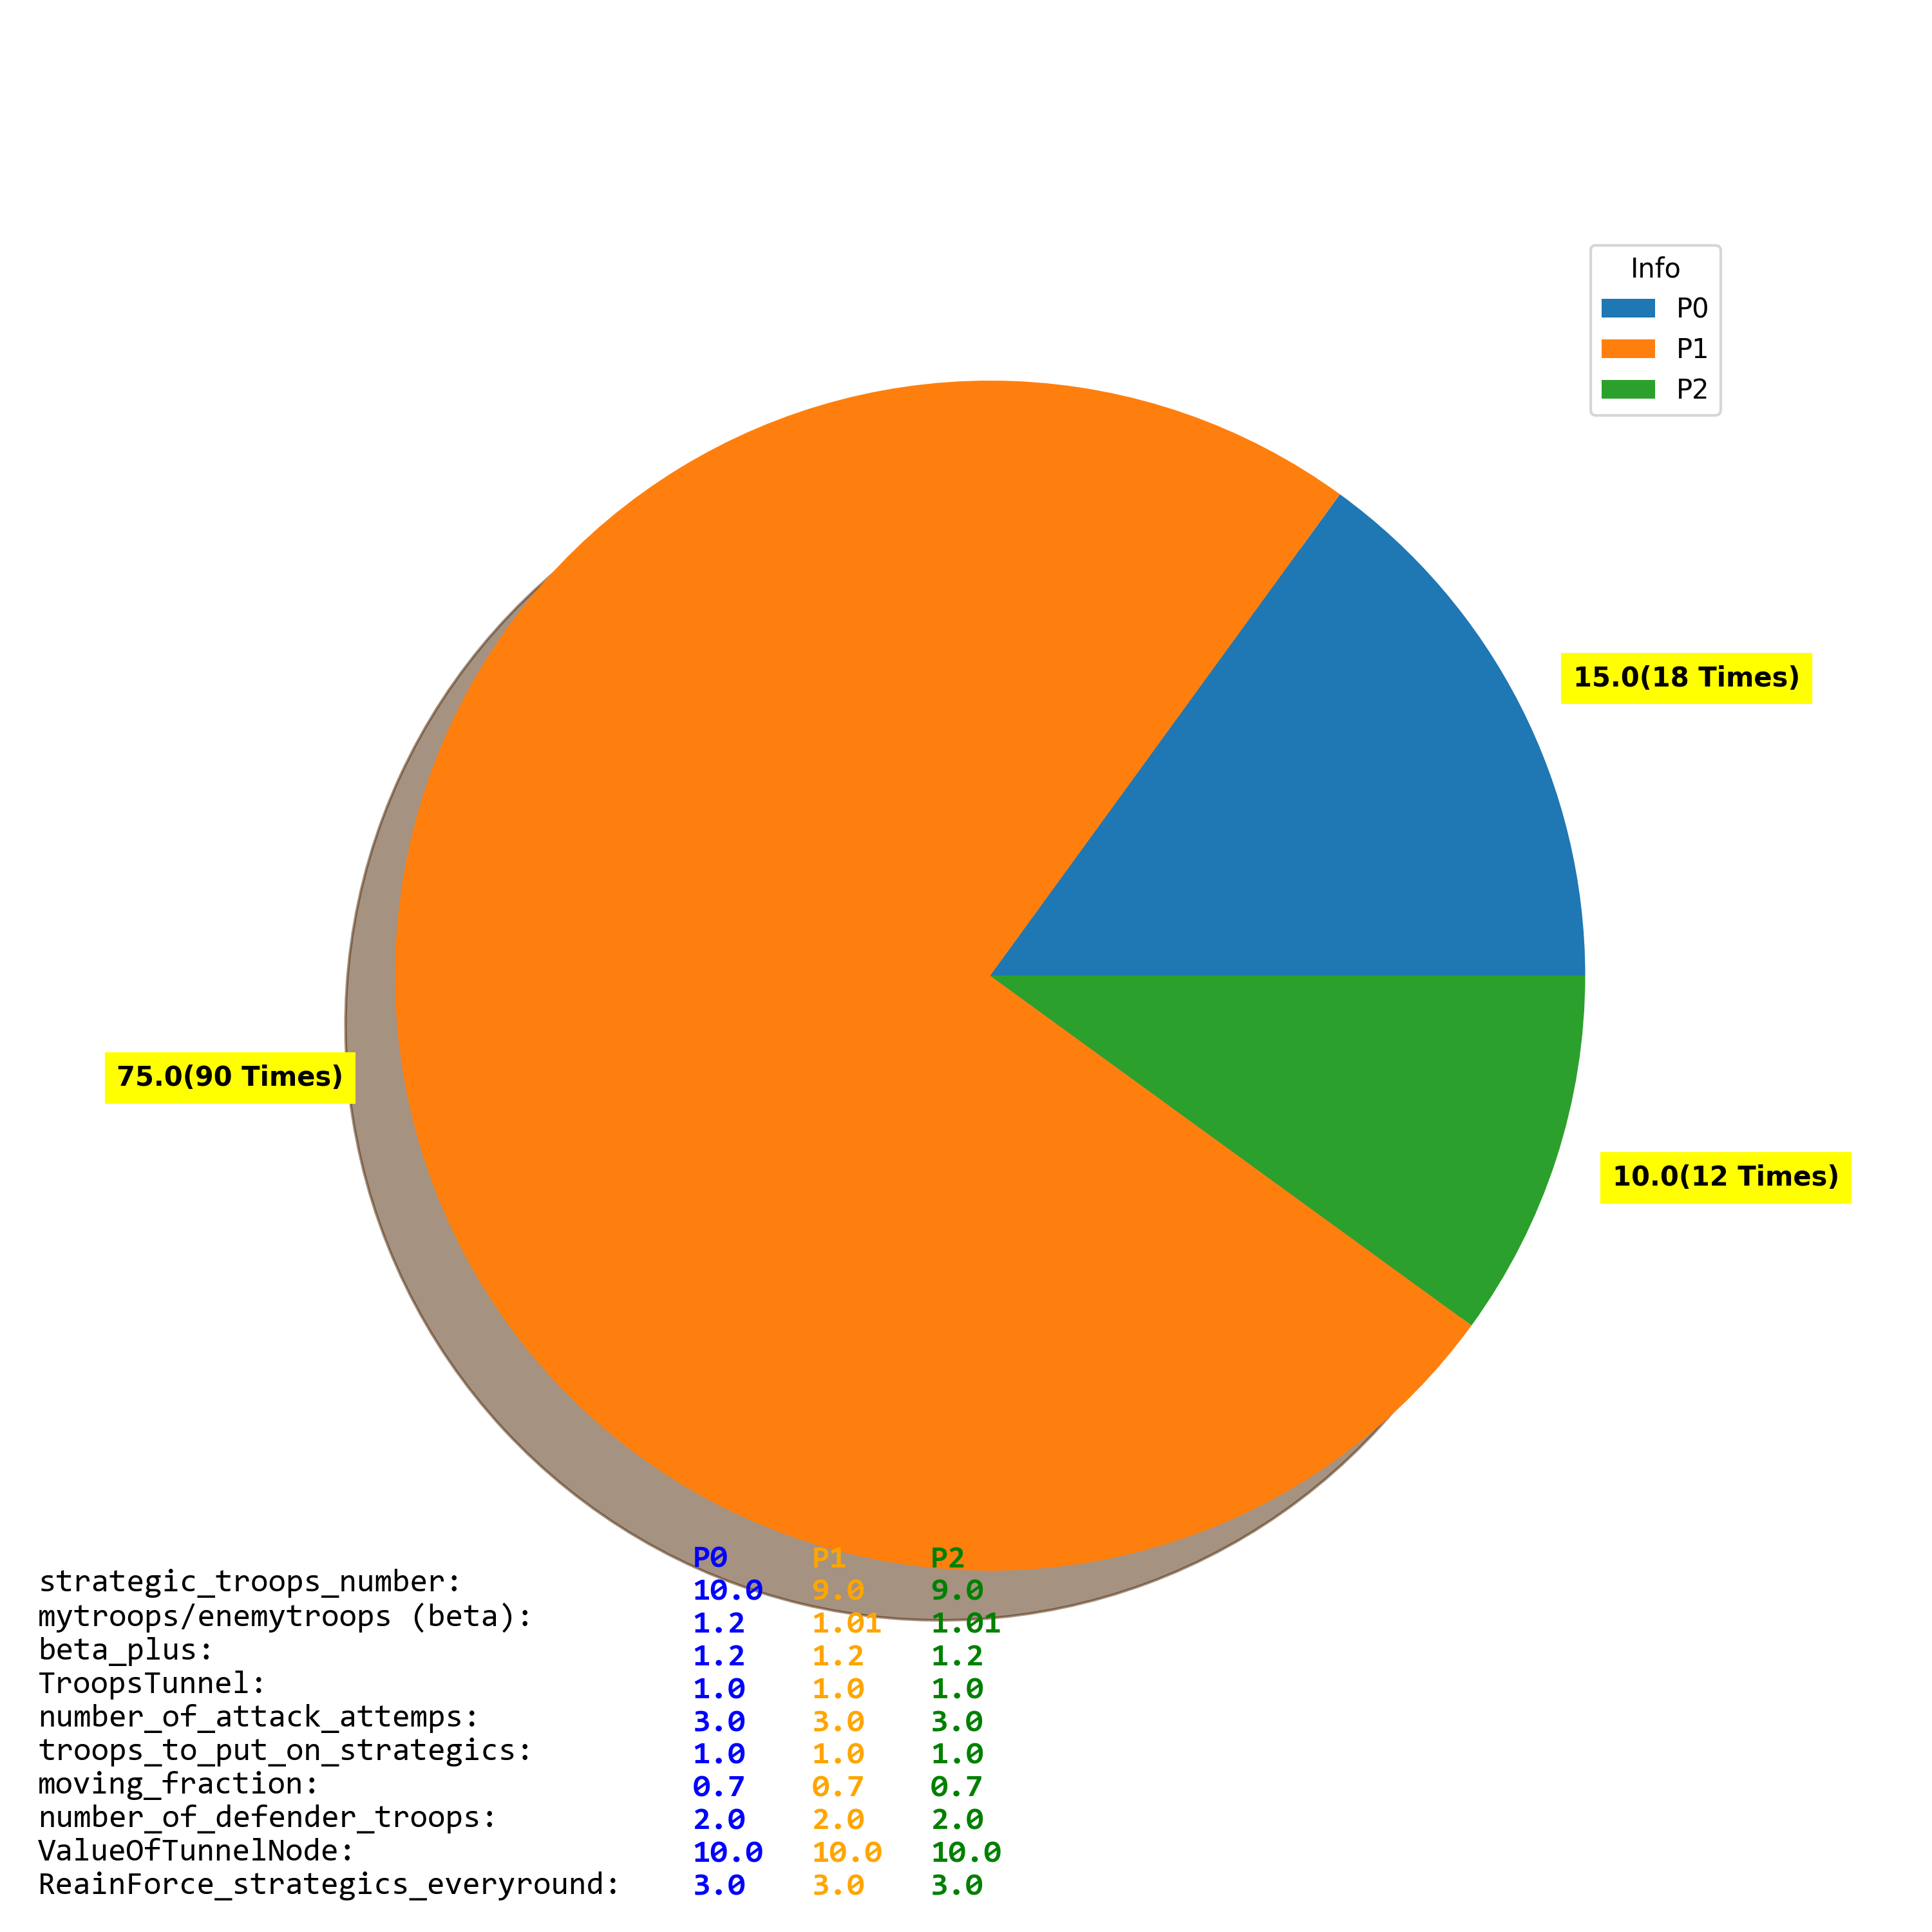 Info
P0
P1
P2
15.0(18 Times)
75.0(90 Times)
10.0(12 Times)
P0 P1 P2
strategic_troops_number: 10.0 9.0 9.0
mytroops/enemytroops (beta): 1.2 1.01 1.01
beta_plus: 1.2 1.2 1.2
TroopsTunnel: 1.0 1.0 1.0
number_of_attack_attemps: 3.0 3.0 3.0
troops_to_put_on_strategics: 1.0 1.0 1.0
moving_fraction: 0.7 0.7 0.7
number_of_defender_troops: 2.0 2.0 2.0
ValueOfTunnelNode: 10.0 10.0 10.0
ReainForce_strategics_everyround: 3.0 3.0 3.0